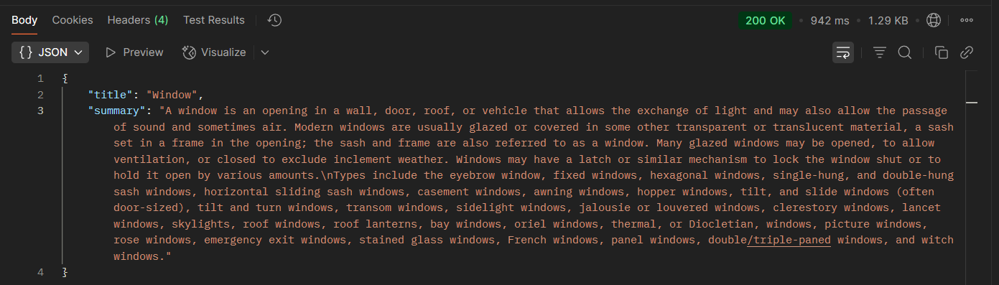 Body Cookies Headers (4) Test Results 200 OK • 942 ms • 1.29 KB
{} JSON Preview Visualize
1 {
2 "title": "Window",
3 "summary": "A window is an opening in a wall, door, roof, or vehicle that allows the exchange of light and may also allow the passage
of sound and sometimes air. Modern windows are usually glazed or covered in some other transparent or translucent material, a sash
set in a frame in the opening; the sash and frame are also referred to as a window. Many glazed windows may be opened, to allow
ventilation, or closed to exclude inclement weather. Windows may have a latch or similar mechanism to lock the window shut or to
hold it open by various amounts.\nTypes include the eyebrow window, fixed windows, hexagonal windows, single-hung, and double-hung
sash windows, horizontal sliding sash windows, casement windows, awning windows, hopper windows, tilt, and slide windows (often
door-sized), tilt and turn windows, transom windows, sidelight windows, jalousie or louvered windows, clerestory windows, lancet
windows, skylights, roof windows, roof lanterns, bay windows, oriel windows, thermal, or Diocletian, windows, picture windows,
rose windows, emergency exit windows, stained glass windows, French windows, panel windows, double/triple-paned windows, and witch
windows."
4 }